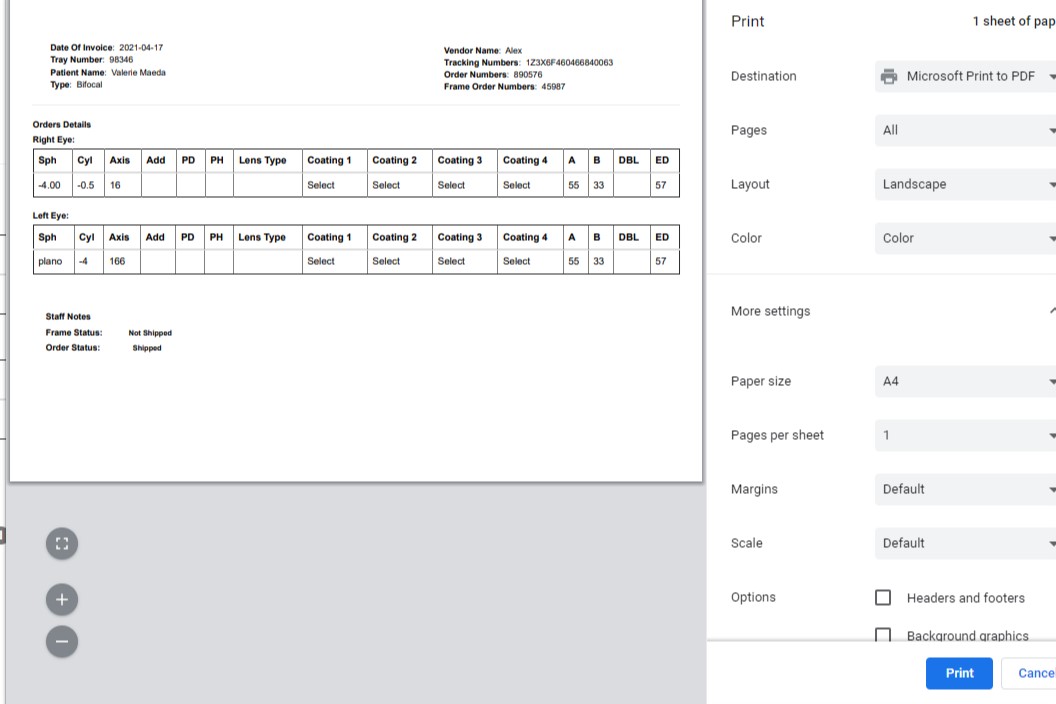 Date Of Invoice: 2021-04-17
Tray Number: 98346
Patient Name: Valerie Maeda
Type: Bifocal
Vendor Name: Alex
Tracking Numbers: 1Z3X6F460466840063
Order Numbers: 890576
Frame Order Numbers: 45987
Orders Details
Right Eye:
Sph Cyl Axis Add PD PH Lens Type Coating 1 Coating 2 Coating 3 Coating 4 A B DBL ED
-4.00 -0.5 16 Select Select Select Select 55 33 57
Left Eye:
Sph Cyl Axis Add PD PH Lens Type Coating 1 Coating 2 Coating 3 Coating 4 A B DBL ED
plano -4 166 Select Select Select Select 55 33 57
Staff Notes
Frame Status: Not Shipped
Order Status: Shipped
Print 1 sheet of pap
Destination Microsoft Print to PDF
Pages All
Layout Landscape
Color Color
More settings
Paper size A4
Pages per sheet 1
Margins Default
Scale Default
Options Headers and footers
Background graphics
Print Cance